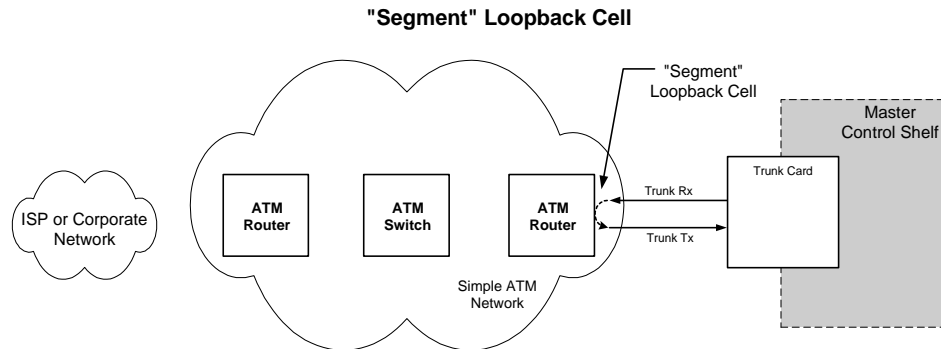 "Segment" Loopback Cell
"Segment"
Loopback Cell
Master
Control Shelf
ISP or Corporate
Network
ATM
Router
ATM
Switch
ATM
Router
Trunk Rx
Trunk Tx
Trunk Card
Simple ATM
Network